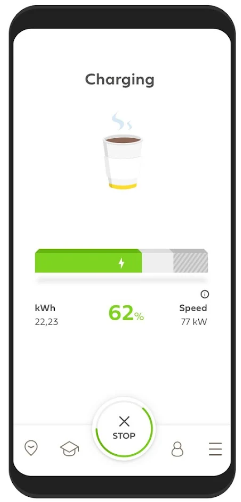 Charging
kWh
22,23
62%
Speed
77 kW
STOP